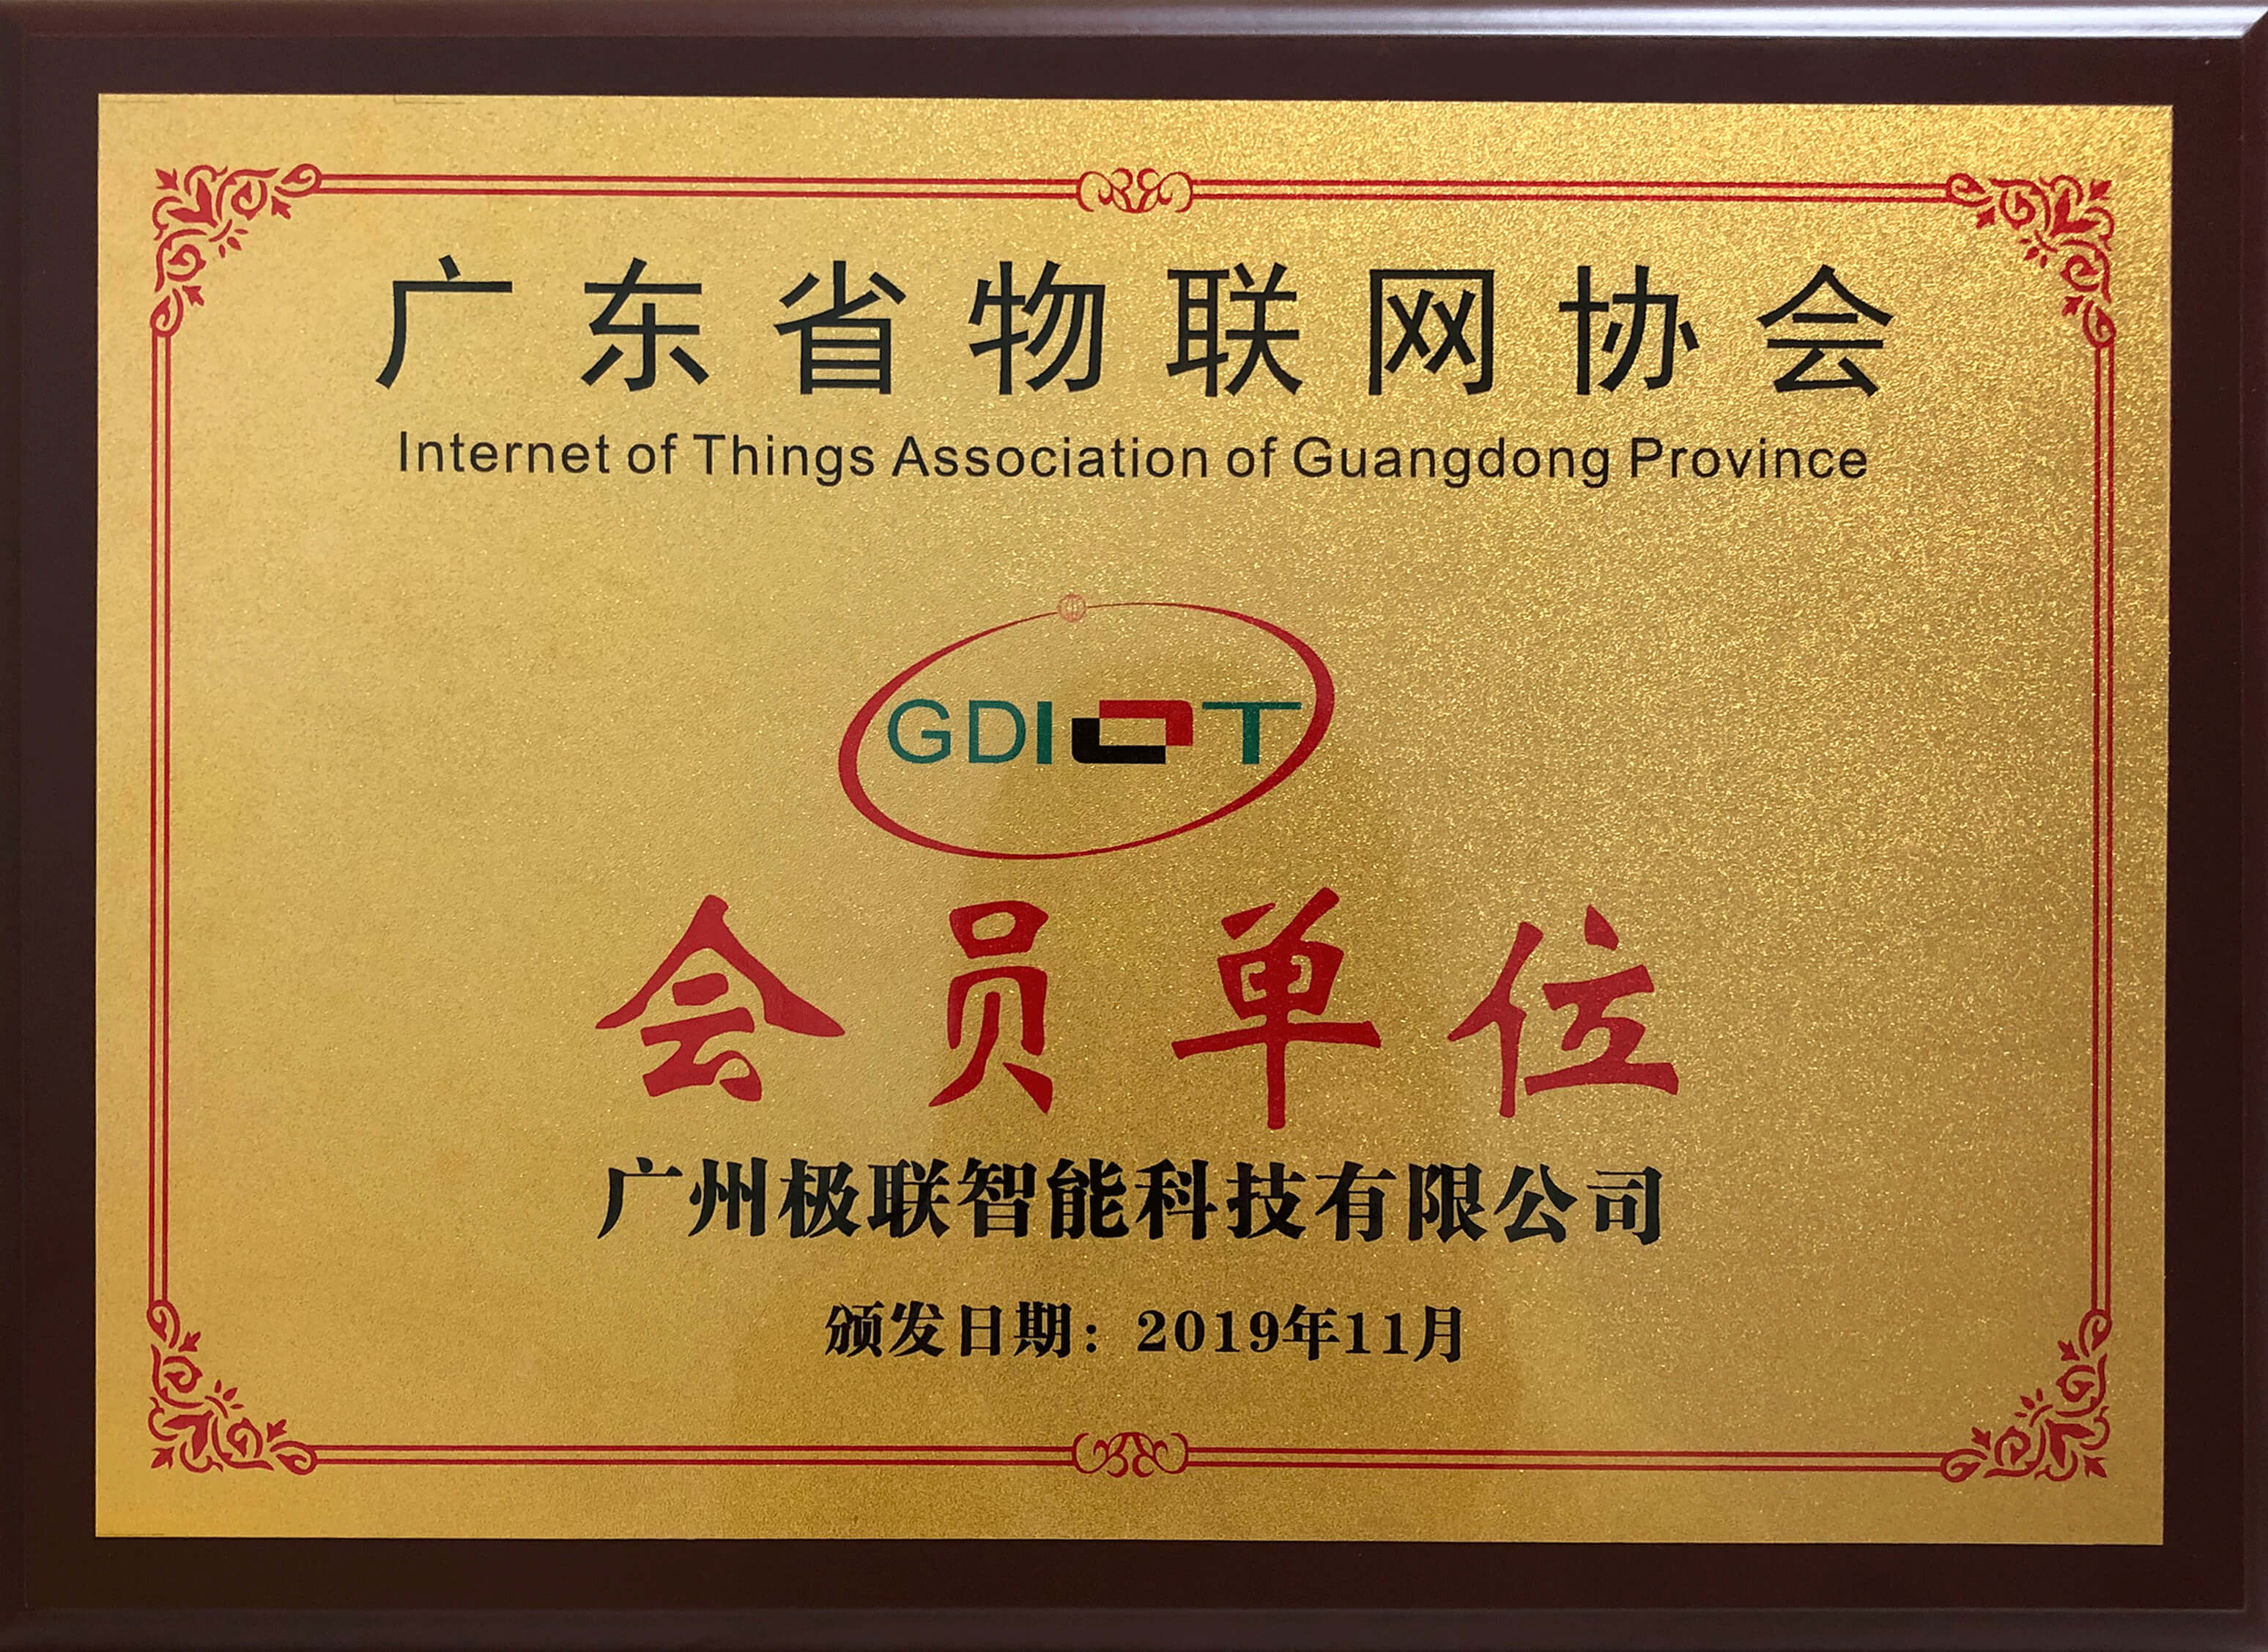 广东省物联网协会
Internet of Things Association of Guangdong Province
GDIOT
会员单位
广州极联智能科技有限公司
颁发日期：2019年11月